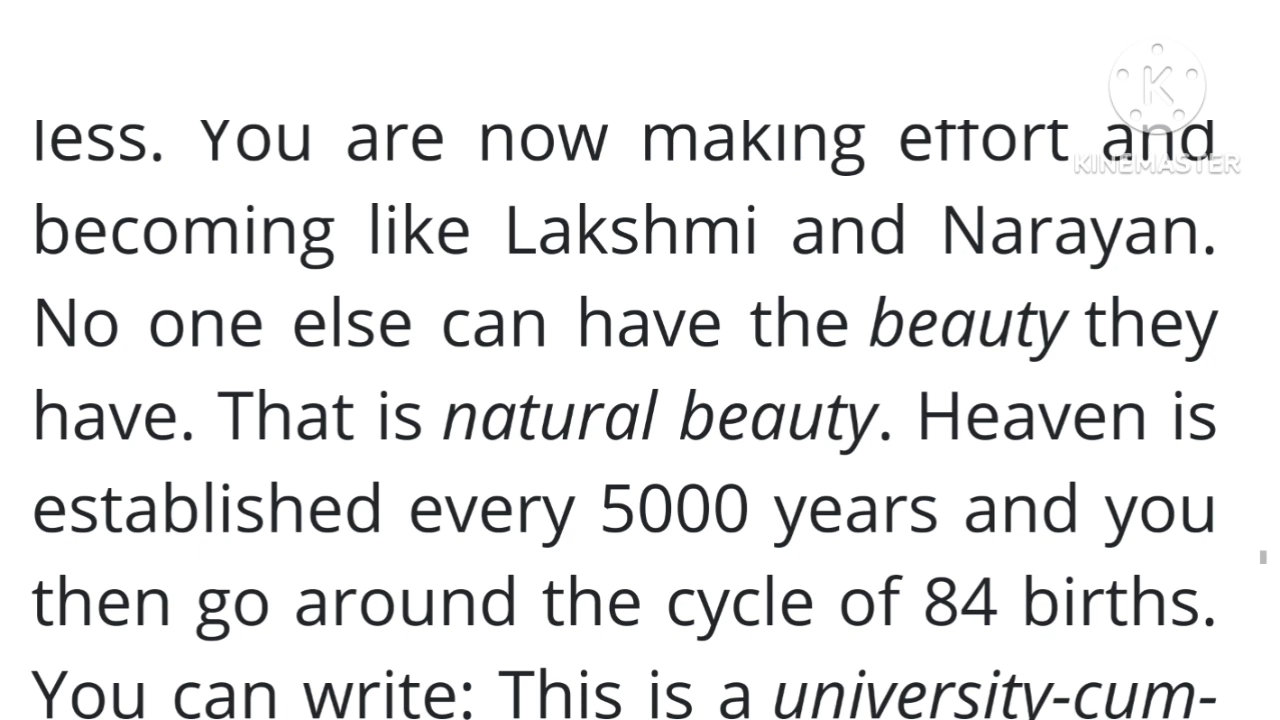 less. You are now making effort and
KINEMASTER
becoming like Lakshmi and Narayan.
No one else can have the beauty they
have. That is natural beauty. Heaven is
established every 5000 years and you
then go around the cycle of 84 births.
You can write: This is a university-cum-